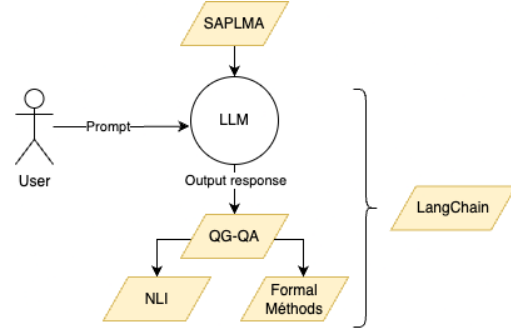 SAPLMA
LLM
Prompt
User
Output response
QG-QA
LangChain
NLI
Formal
Méthods